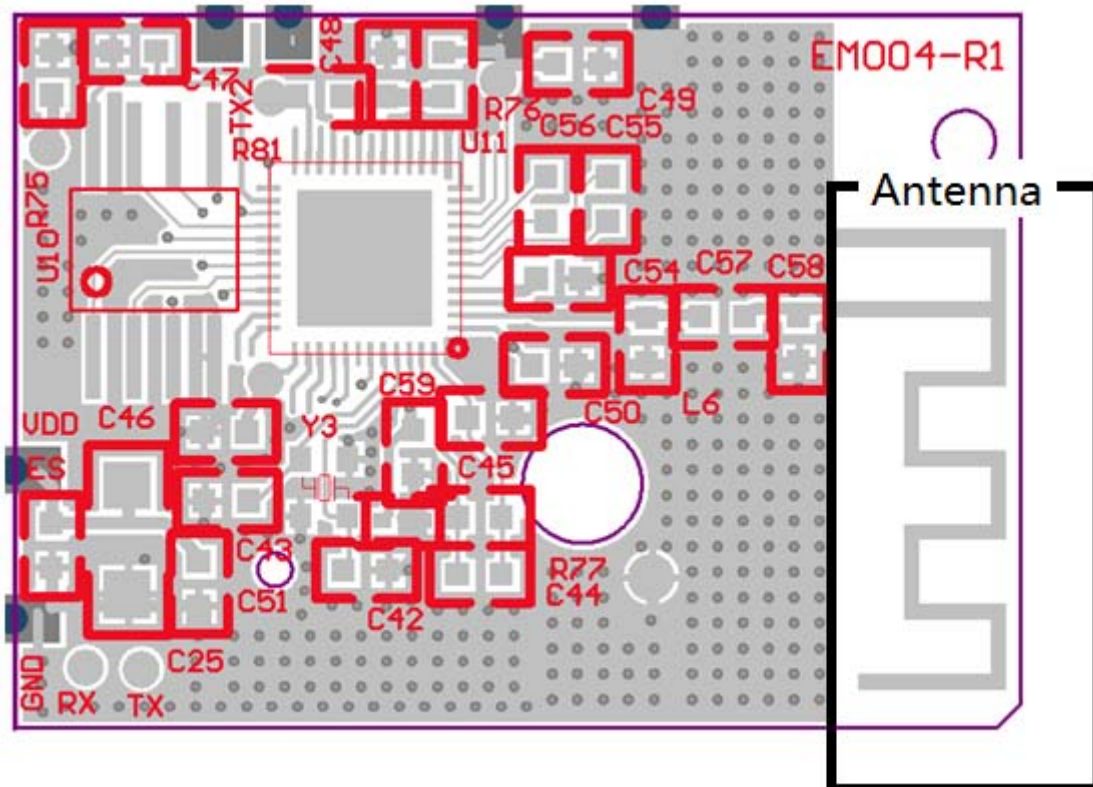 EM004-R1
C47
TX2
C48
R76
C49
R81
U11
C56
C55
Antenna
R75
U10
C54
C57
C58
C59
C50
L6
VDD
C46
Y3
ES
C45
C43
R77
C51
C42
C44
C25
GND
RX
TX